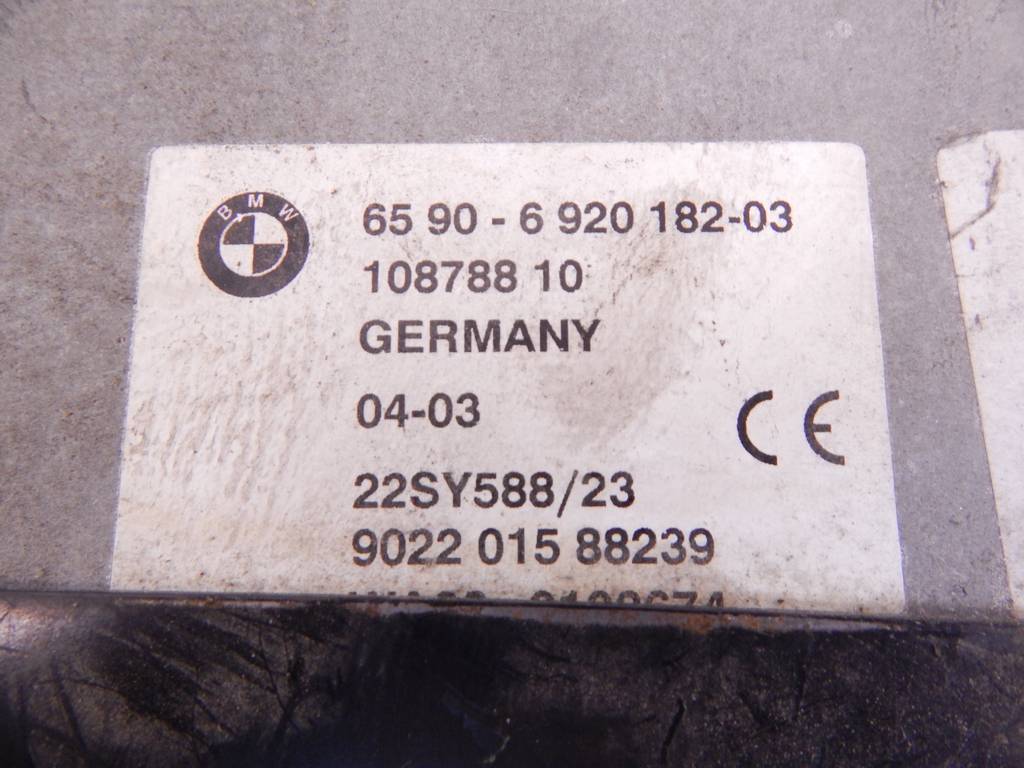 BMW
65 90 - 6 920 182-03
108788 10
GERMANY
04-03
CE
22SY588/23
9022 015 88239